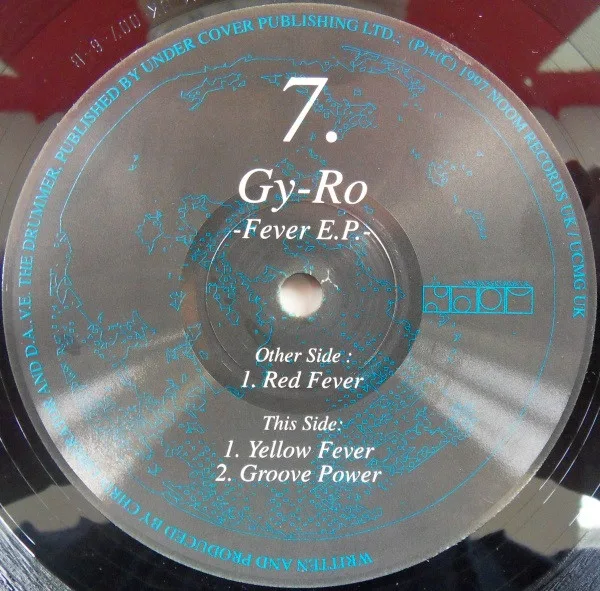 7.
Gy-Ro
-Fever E.P.-
Other Side :
1. Red Fever
This Side:
1. Yellow Fever
2. Groove Power
WRITTEN AND PRODUCED BY AND D.A.V.E. THE DRUMMER. PUBLISHED BY UNDER COVER PUBLISHING LTD.; (P)+(C) 1997 NOOM RECORDS UK / UCMG UK